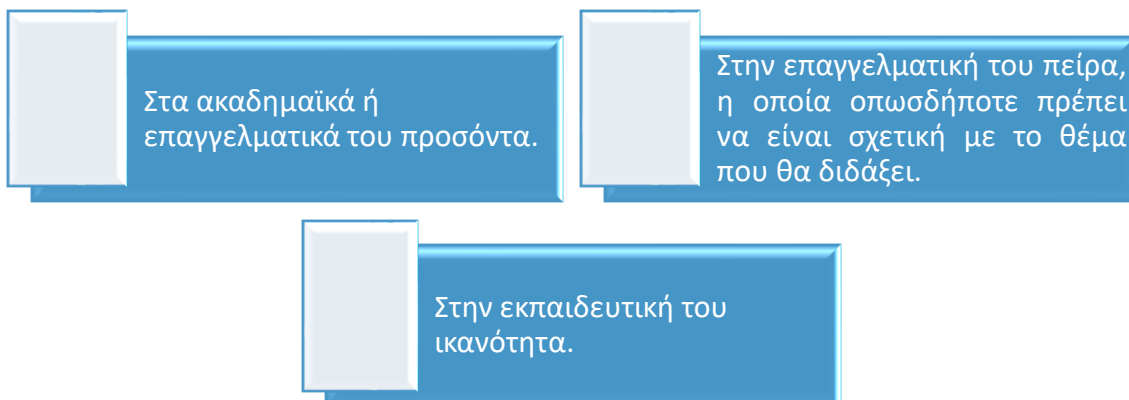 Στα ακαδημαϊκά ή
επαγγελματικά του προσόντα.
Στην επαγγελματική του πείρα,
η οποία οπωσδήποτε πρέπει
να είναι σχετική με το θέμα
που θα διδάξει.
Στην εκπαιδευτική του
ικανότητα.